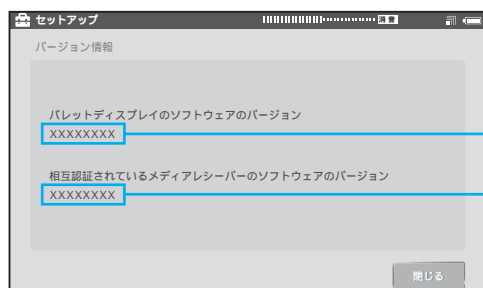 セットアップ
消音
バージョン情報
パレットディスプレイのソフトウェアのバージョン
XXXXXXXX
相互認証されているメディアレシーバーのソフトウェアのバージョン
XXXXXXXX
閉じる